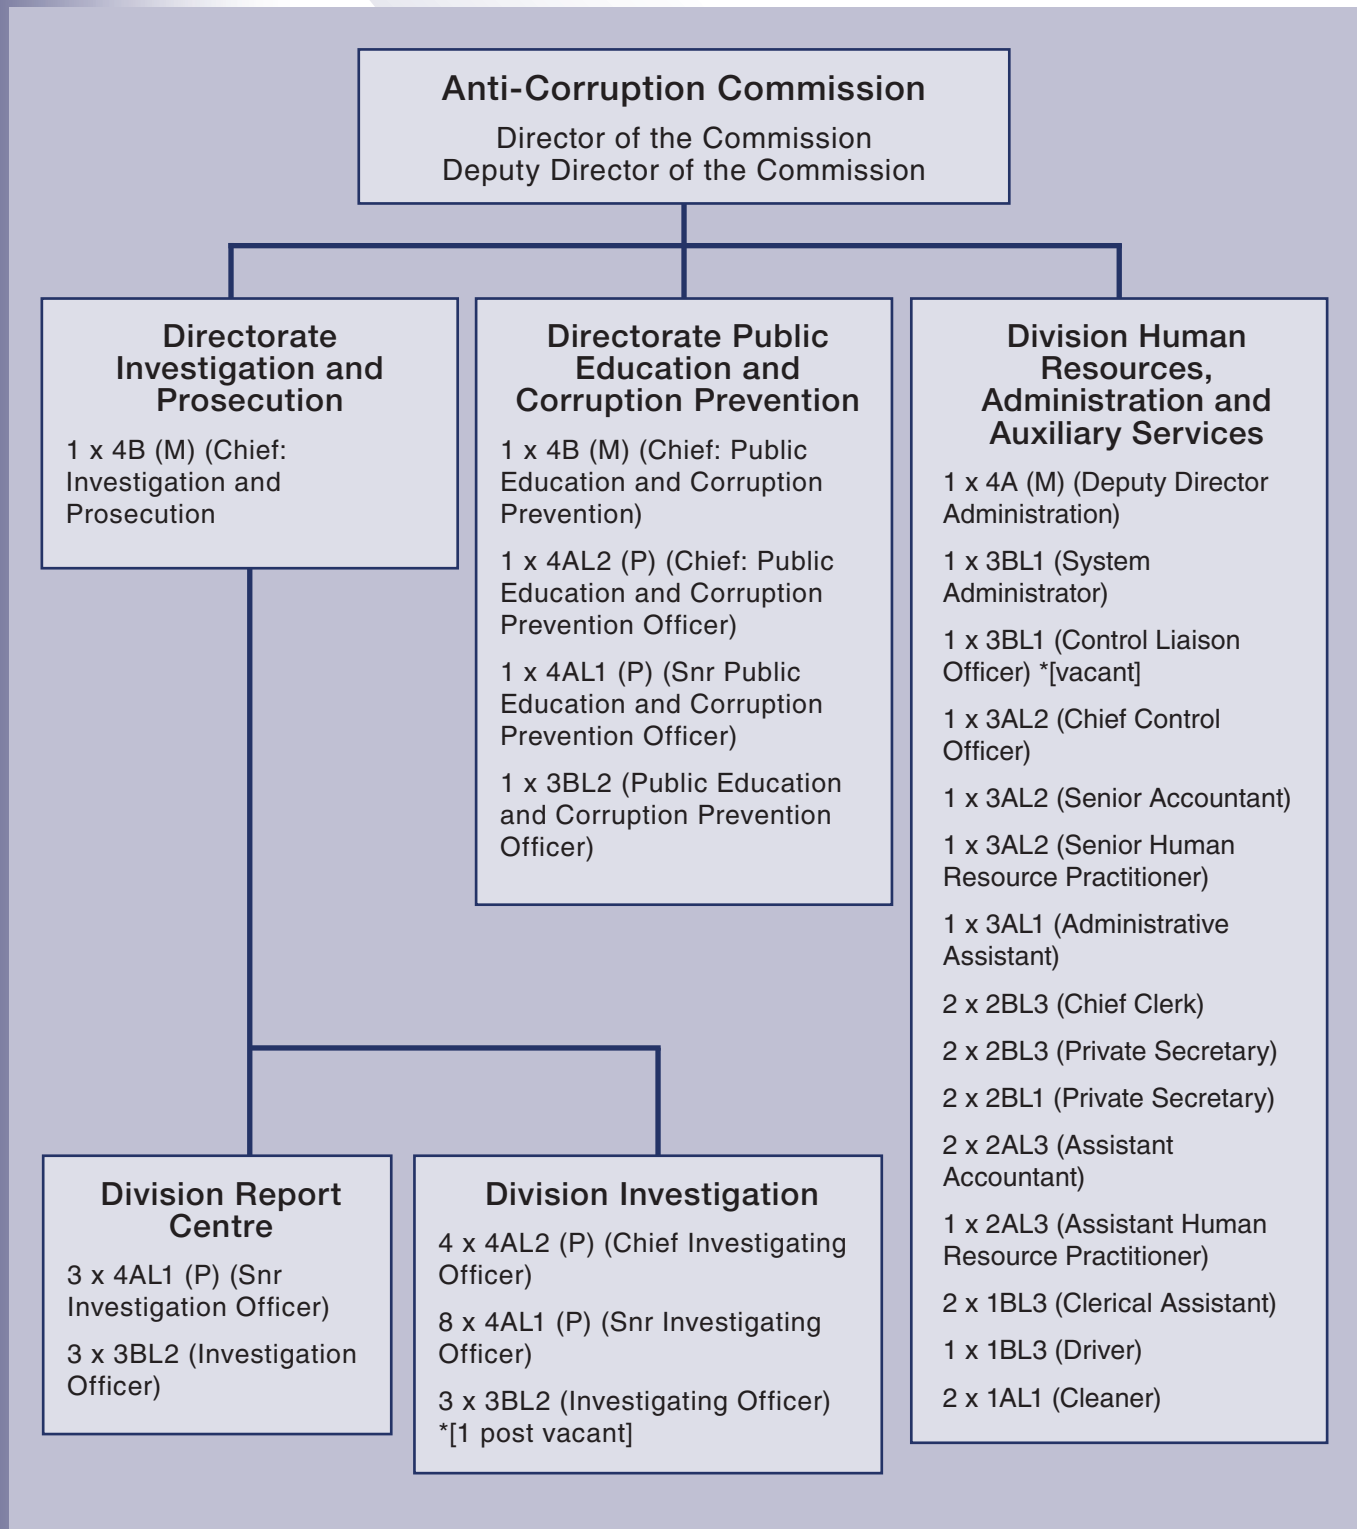 Anti-Corruption Commission
Director of the Commission
Deputy Director of the Commission
Directorate
Investigation and
Prosecution
1 x 4B (M) (Chief:
Investigation and
Prosecution
Directorate Public
Education and
Corruption Prevention
1 x 4B (M) (Chief: Public
Education and Corruption
Prevention)
1 x 4AL2 (P) (Chief: Public
Education and Corruption
Prevention Officer)
1 x 4AL1 (P) (Snr Public
Education and Corruption
Prevention Officer)
1 x 3BL2 (Public Education
and Corruption Prevention
Officer)
Division Human
Resources,
Administration and
Auxiliary Services
1 x 4A (M) (Deputy Director
Administration)
1 x 3BL1 (System
Administrator)
1 x 3BL1 (Control Liaison
Officer) *[vacant]
1 x 3AL2 (Chief Control
Officer)
1 x 3AL2 (Senior Accountant)
1 x 3AL2 (Senior Human
Resource Practitioner)
1 x 3AL1 (Administrative
Assistant)
2 x 2BL3 (Chief Clerk)
2 x 2BL3 (Private Secretary)
2 x 2BL1 (Private Secretary)
2 x 2AL3 (Assistant
Accountant)
1 x 2AL3 (Assistant Human
Resource Practitioner)
2 x 1BL3 (Clerical Assistant)
1 x 1BL3 (Driver)
2 x 1AL1 (Cleaner)
Division Report
Centre
3 x 4AL1 (P) (Snr
Investigation Officer)
3 x 3BL2 (Investigation
Officer)
Division Investigation
4 x 4AL2 (P) (Chief Investigating
Officer)
8 x 4AL1 (P) (Snr Investigating
Officer)
3 x 3BL2 (Investigating Officer)
*[1 post vacant]